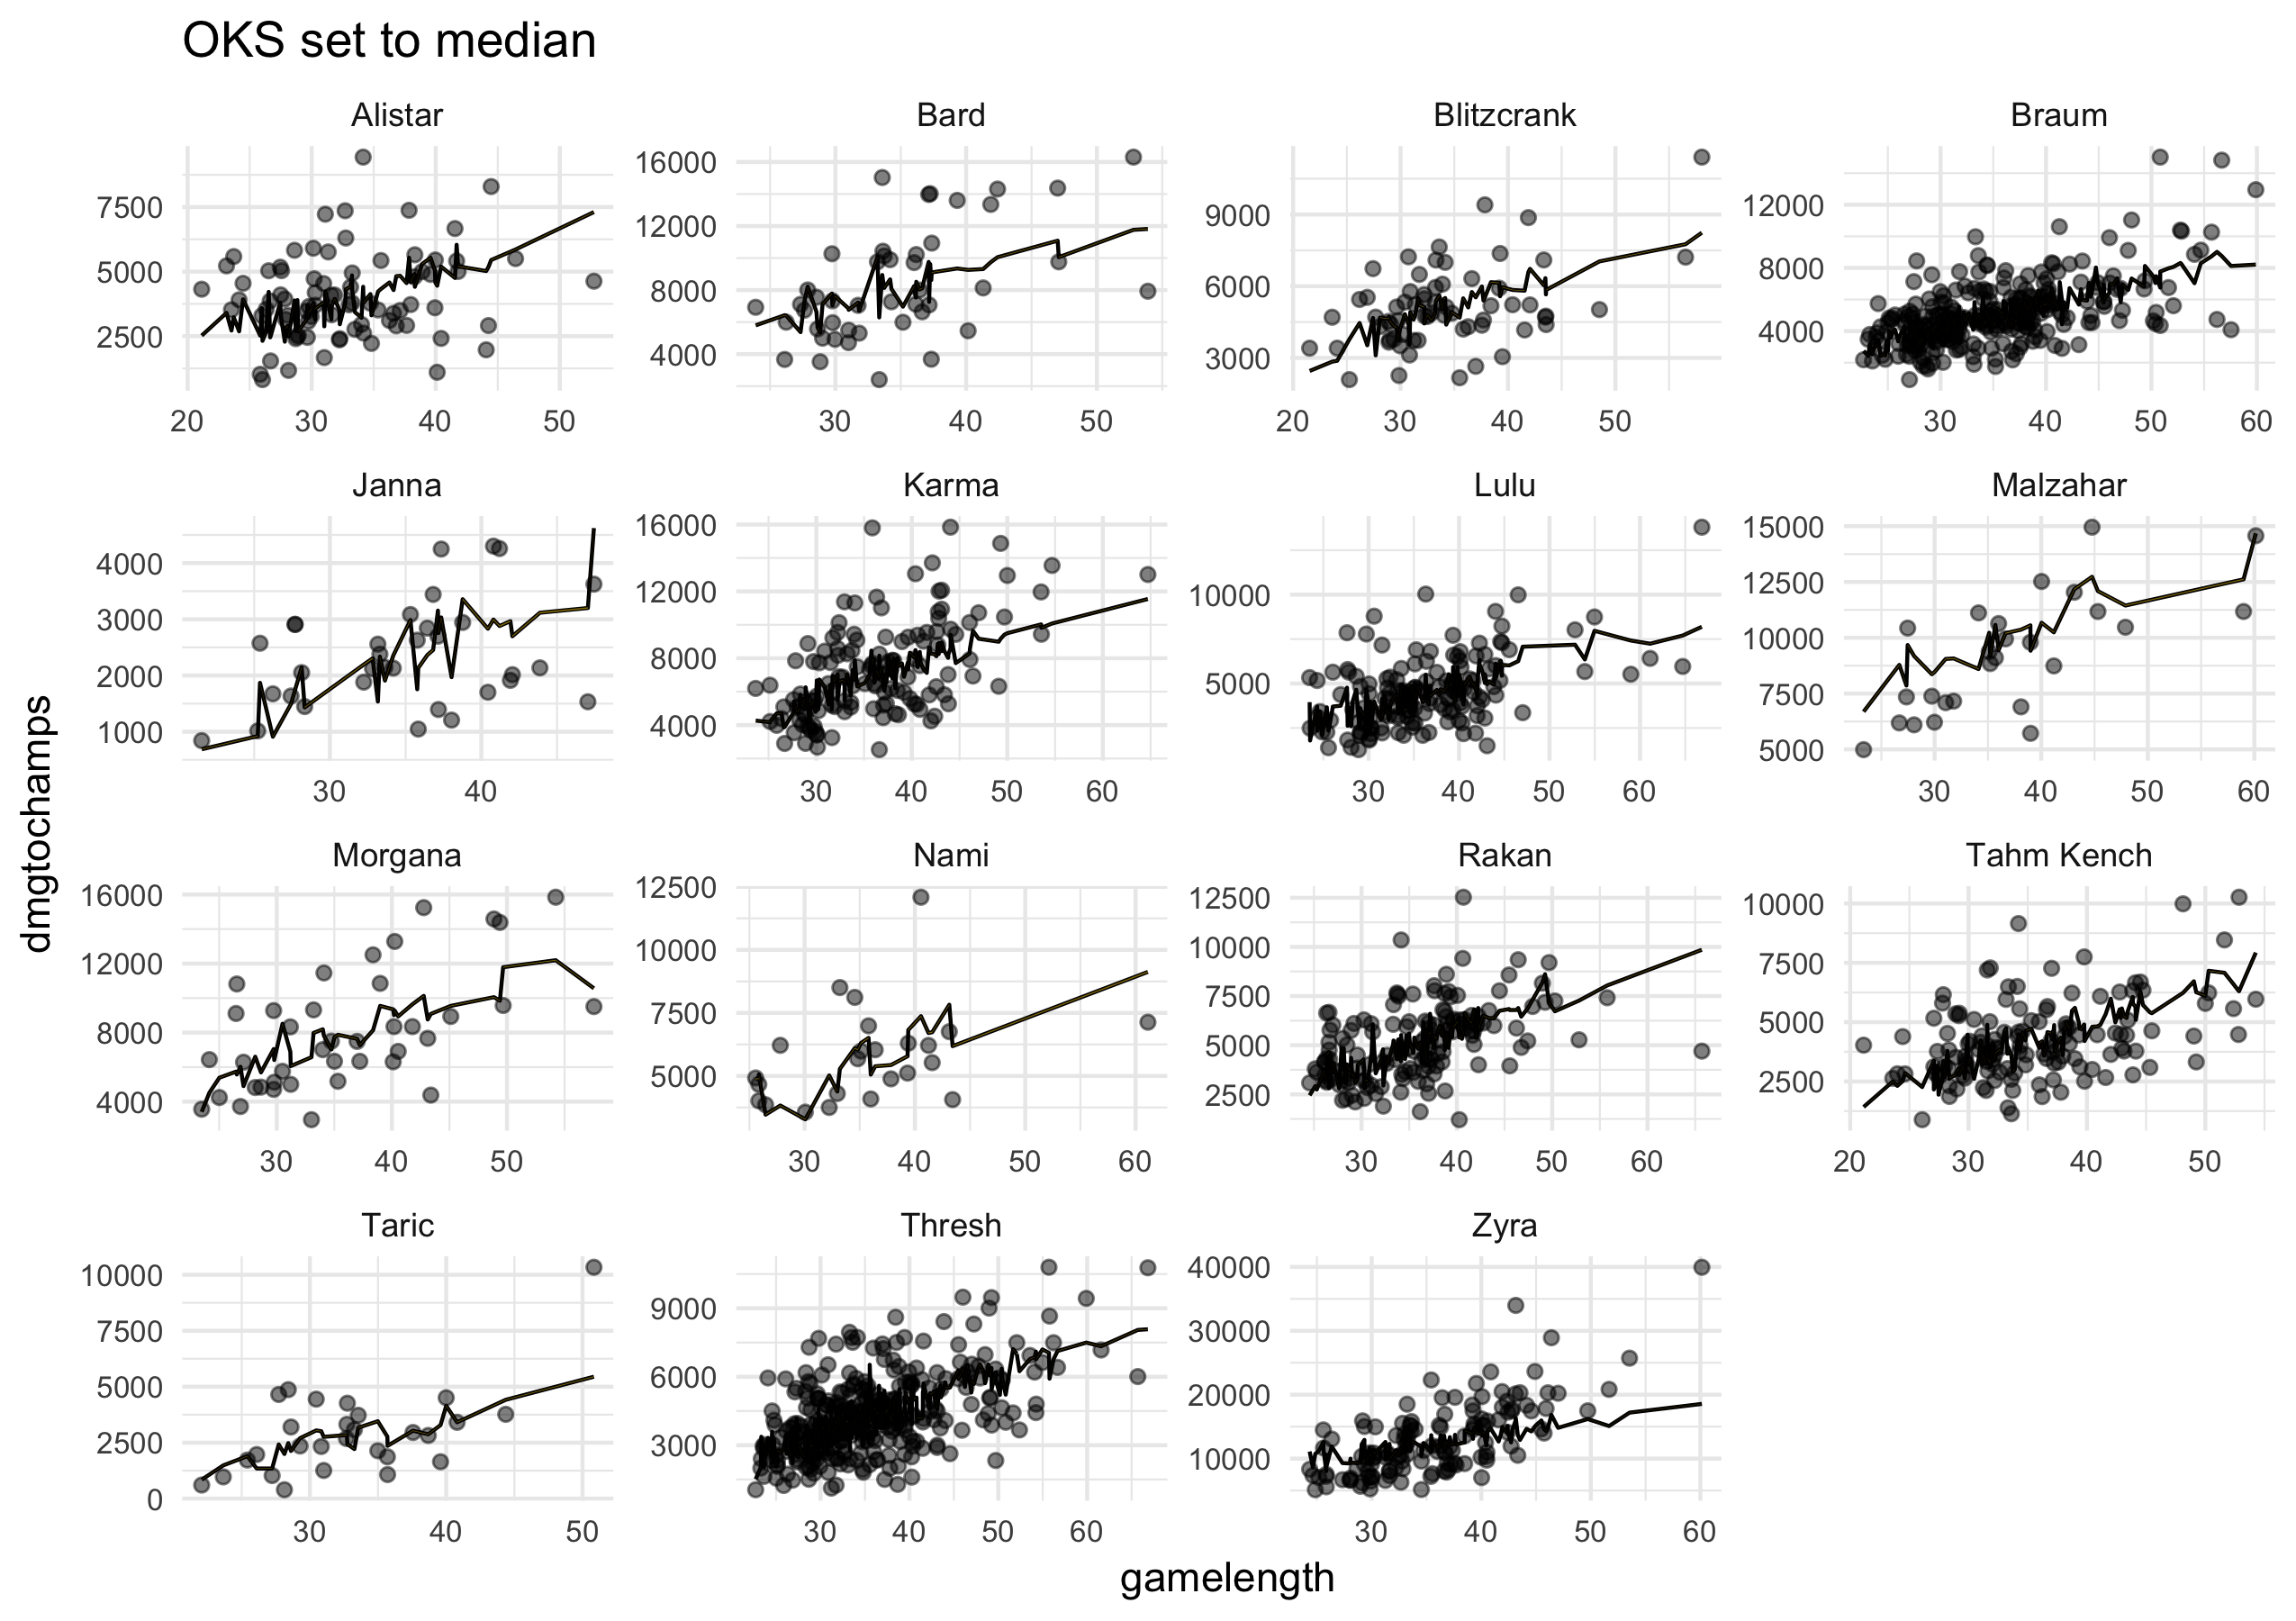 OKS set to median
Alistar Bard Blitzcrank Braum
7500 5000 2500
20 30 40 50
16000 12000 8000 4000
30 40 50
9000 6000 3000
20 30 40 50
12000 8000 4000
30 40 50 60
Janna Karma Lulu Malzahar
4000 3000 2000 1000
30 40
16000 12000 8000 4000
30 40 50 60
10000 5000
30 40 50 60
15000 12500 10000 7500 5000
30 40 50 60
dmgtochamps
Morgana Nami Rakan Tahm Kench
16000 12000 8000 4000
30 40 50
12500 10000 7500 5000
30 40 50 60
12500 10000 7500 5000 2500
30 40 50 60
10000 7500 5000 2500
20 30 40 50
Taric Thresh Zyra
10000 7500 5000 2500 0
30 40 50
9000 6000 3000
30 40 50 60
40000 30000 20000 10000
30 40 50 60
gamelength